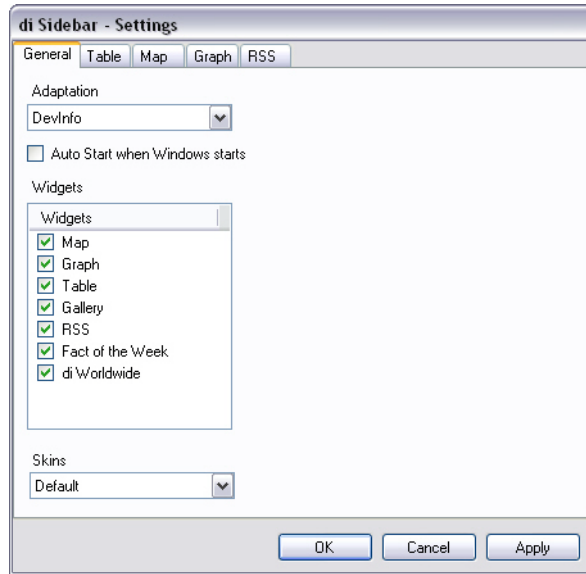 di Sidebar - Settings
General Table Map Graph RSS
Adaptation
DevInfo
Auto Start when Windows starts
Widgets
Widgets
Map
Graph
Table
Gallery
RSS
Fact of the Week
di Worldwide
Skins
Default
OK Cancel Apply